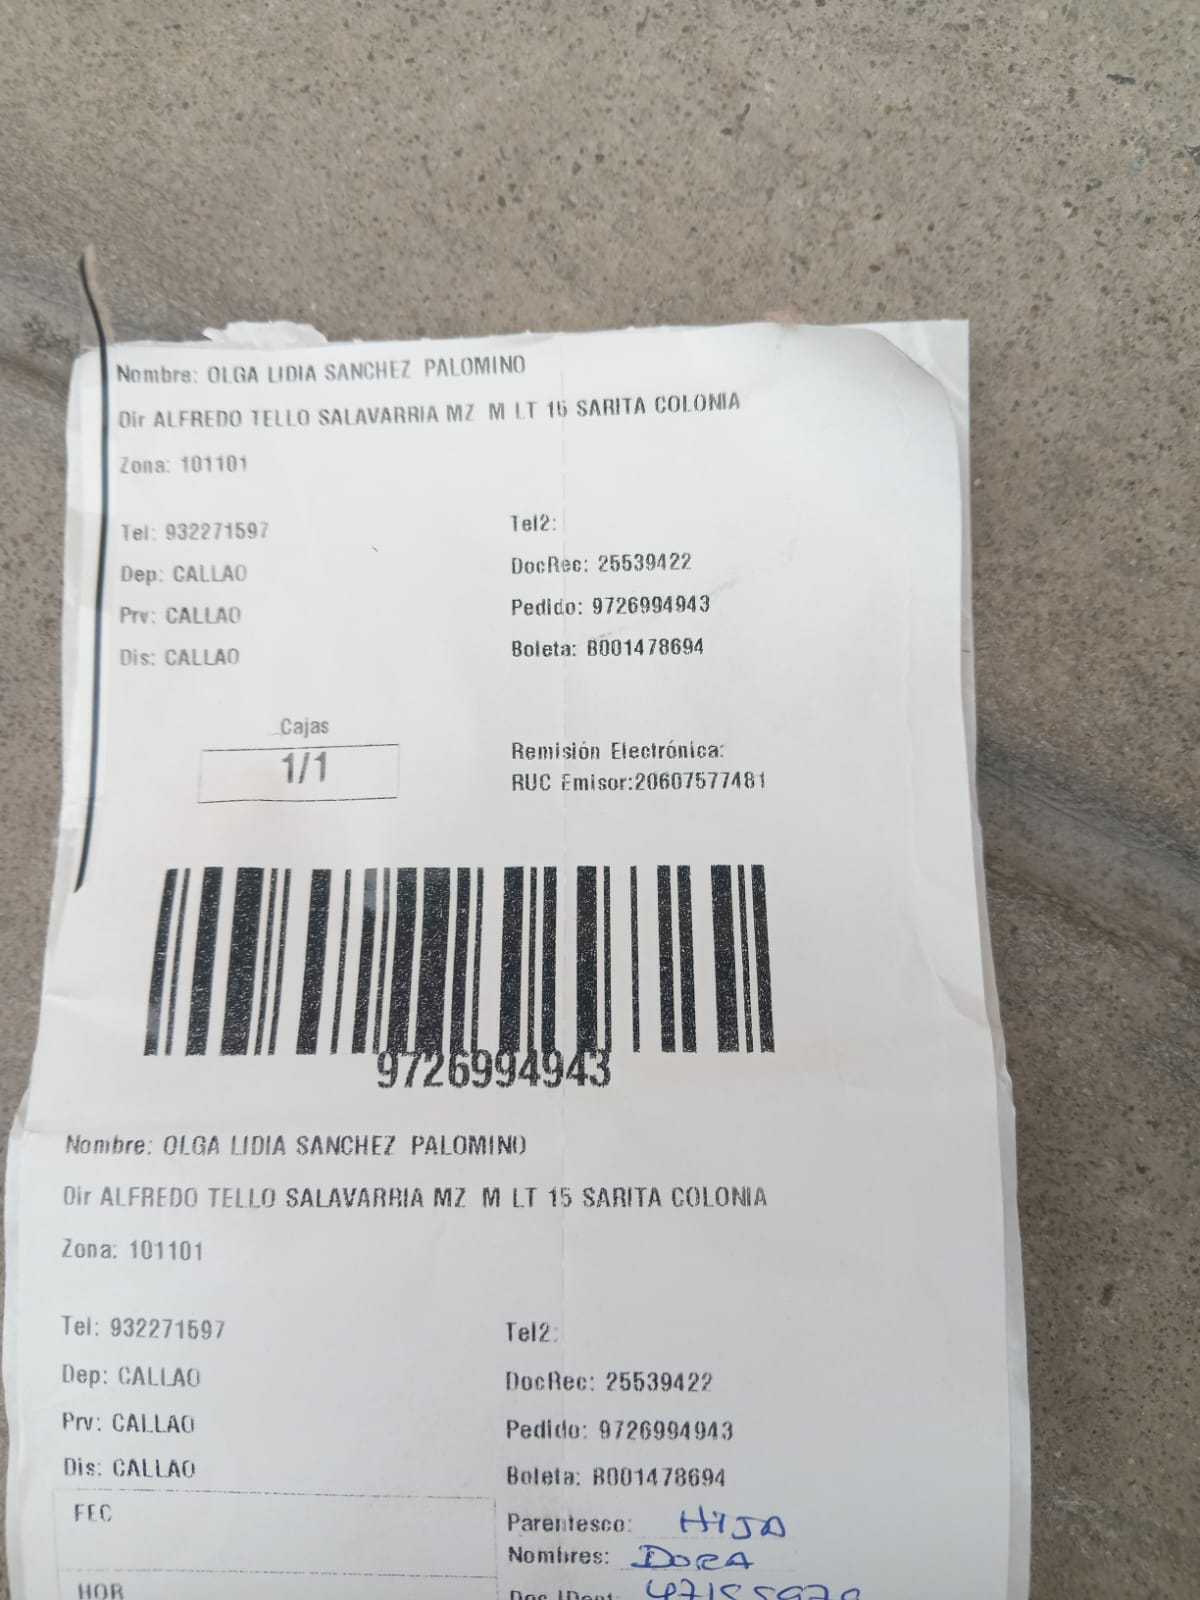 Nombre: OLGA LIDIA SANCHEZ PALOMINO
Dir ALFREDO TELLO SALAVARRIA MZ M LT 15 SARITA COLONIA
Zona: 101101
Tel: 932271597 Tel2:
Dep: CALLAO DocRec: 25539422
Prv: CALLAO Pedido: 9726994943
Dis: CALLAO Boleta: B001478694
Cajas
1/1
Remisión Electrónica:
RUC Emisor:20607577481
9726994943
Nombre: OLGA LIDIA SANCHEZ PALOMINO
Dir ALFREDO TELLO SALAVARRIA MZ M LT 15 SARITA COLONIA
Zona: 101101
Tel: 932271597 Tel2:
Dep: CALLAO DocRec: 25539422
Prv: CALLAO Pedido: 9726994943
Dis: CALLAO Boleta: B001478694
FEC
Parentesco: HIJA
Nombres: DORA
HOR Doc IDent: